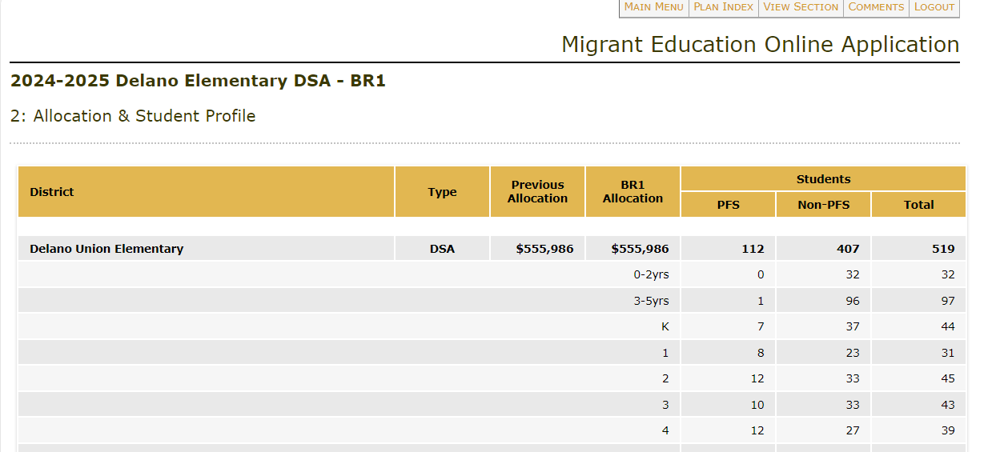 MAIN MENU PLAN INDEX VIEW SECTION COMMENTS LOGOUT
Migrant Education Online Application
2024-2025 Delano Elementary DSA - BR1
2: Allocation & Student Profile
District Type Previous Allocation BR1 Allocation Students
PFS Non-PFS Total
Delano Union Elementary DSA $555,986 $555,986 112 407 519
0-2yrs 0 32 32
3-5yrs 1 96 97
K 7 37 44
1 8 23 31
2 12 33 45
3 10 33 43
4 12 27 39